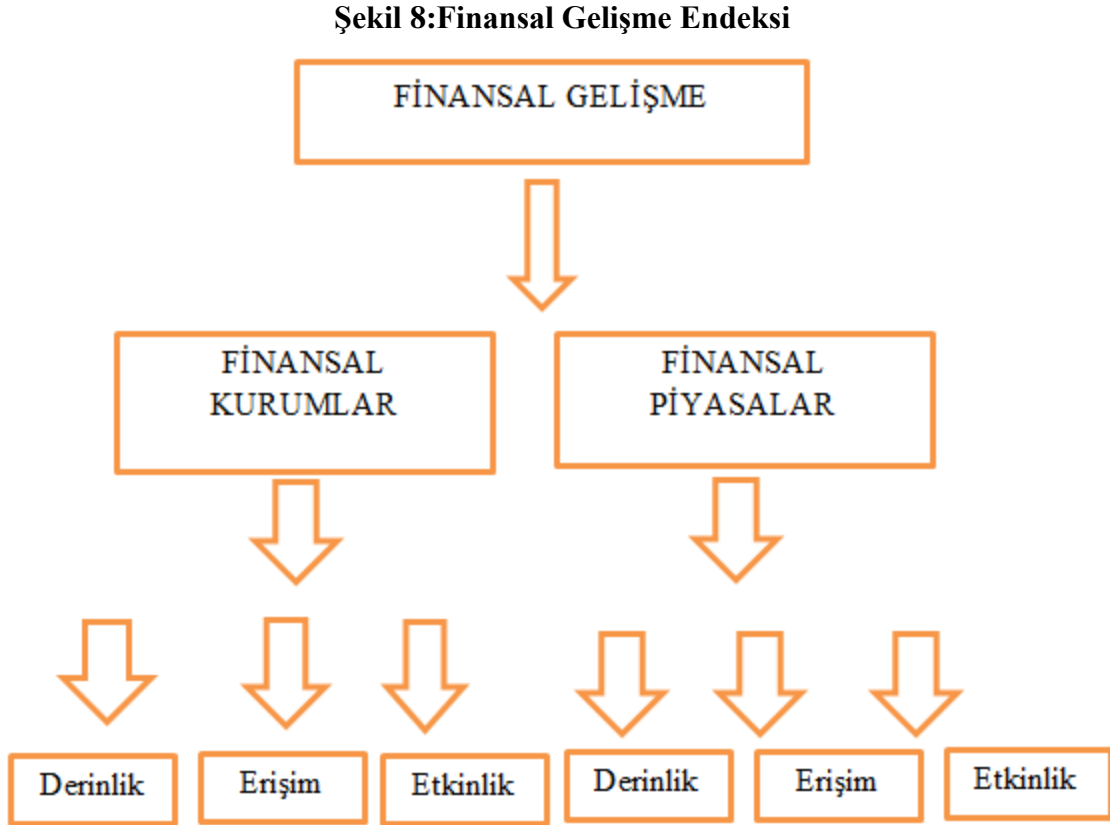 Şekil 8:Finansal Gelişme Endeksi
FİNANSAL GELİŞME
FİNANSAL
KURUMLAR
FİNANSAL
PİYASALAR
Derinlik
Erişim
Etkinlik
Derinlik
Erişim
Etkinlik